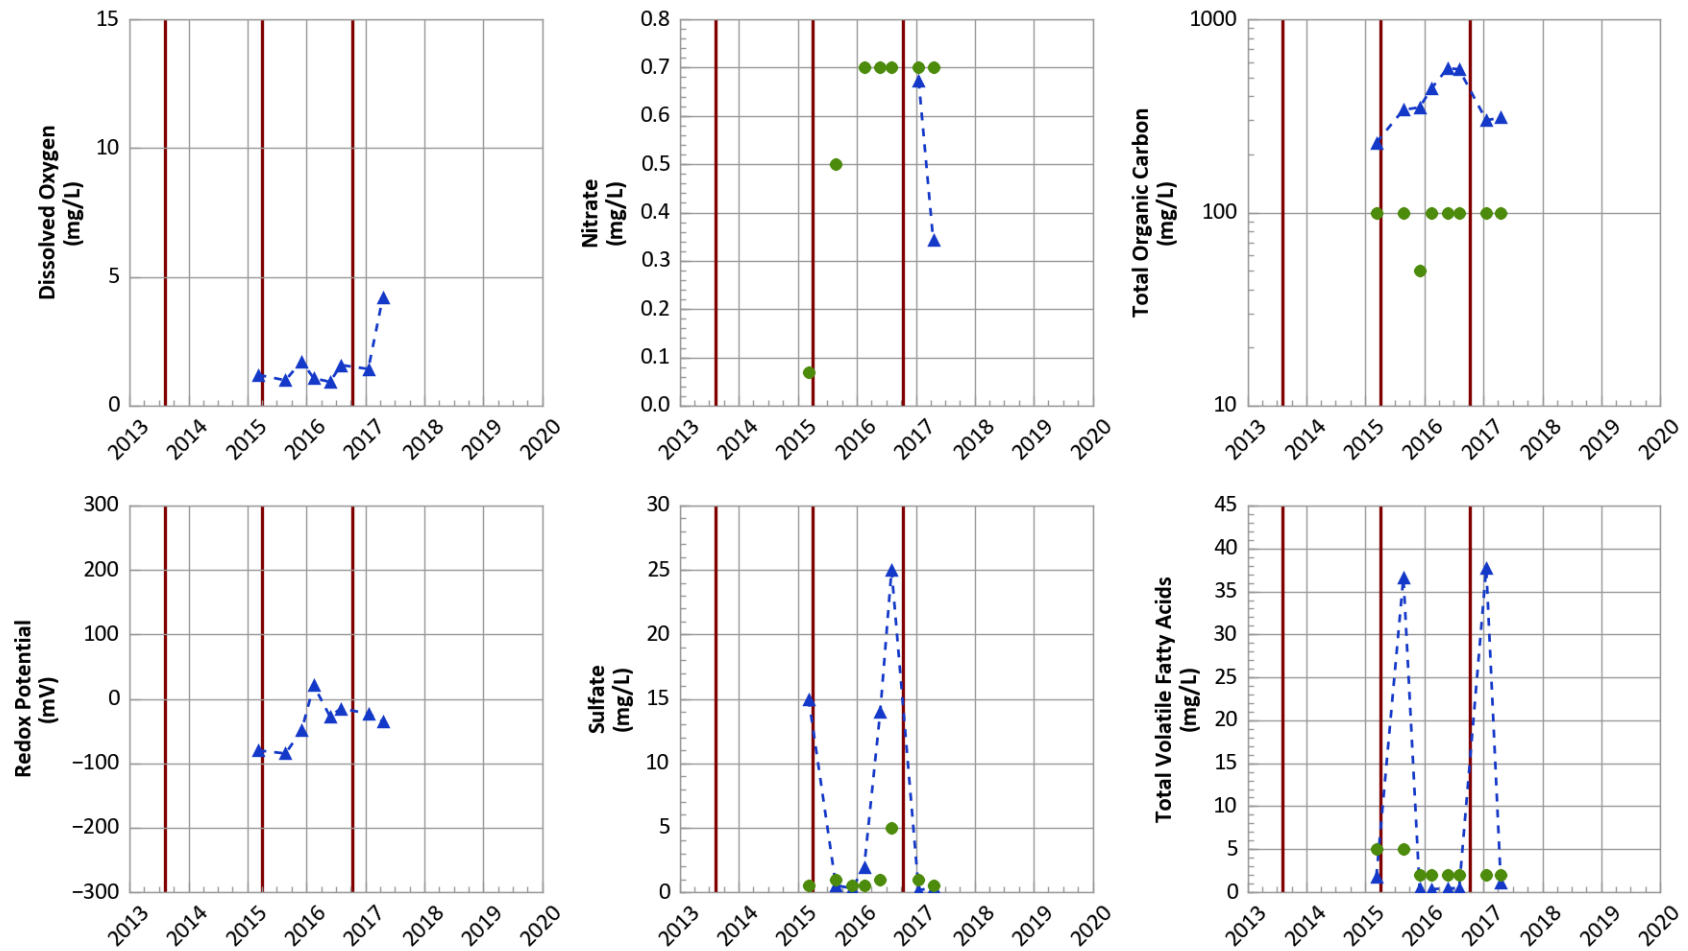 Dissolved Oxygen
(mg/L)
15
10
5
0
2013 2014 2015 2016 2017 2018 2019 2020
Nitrate
(mg/L)
0.8
0.7
0.6
0.5
0.4
0.3
0.2
0.1
0.0
2013 2014 2015 2016 2017 2018 2019 2020
Total Organic Carbon
(mg/L)
1000
100
10
2013 2014 2015 2016 2017 2018 2019 2020
Redox Potential
(mV)
300
200
100
0
−100
−200
−300
2013 2014 2015 2016 2017 2018 2019 2020
Sulfate
(mg/L)
30
25
20
15
10
5
0
2013 2014 2015 2016 2017 2018 2019 2020
Total Volatile Fatty Acids
(mg/L)
45
40
35
30
25
20
15
10
5
0
2013 2014 2015 2016 2017 2018 2019 2020